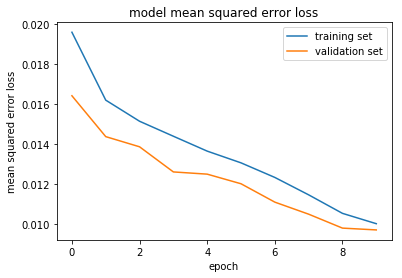 model mean squared error loss
training set
validation set
mean squared error loss
0.020
0.018
0.016
0.014
0.012
0.010
0 2 4 6 8
epoch